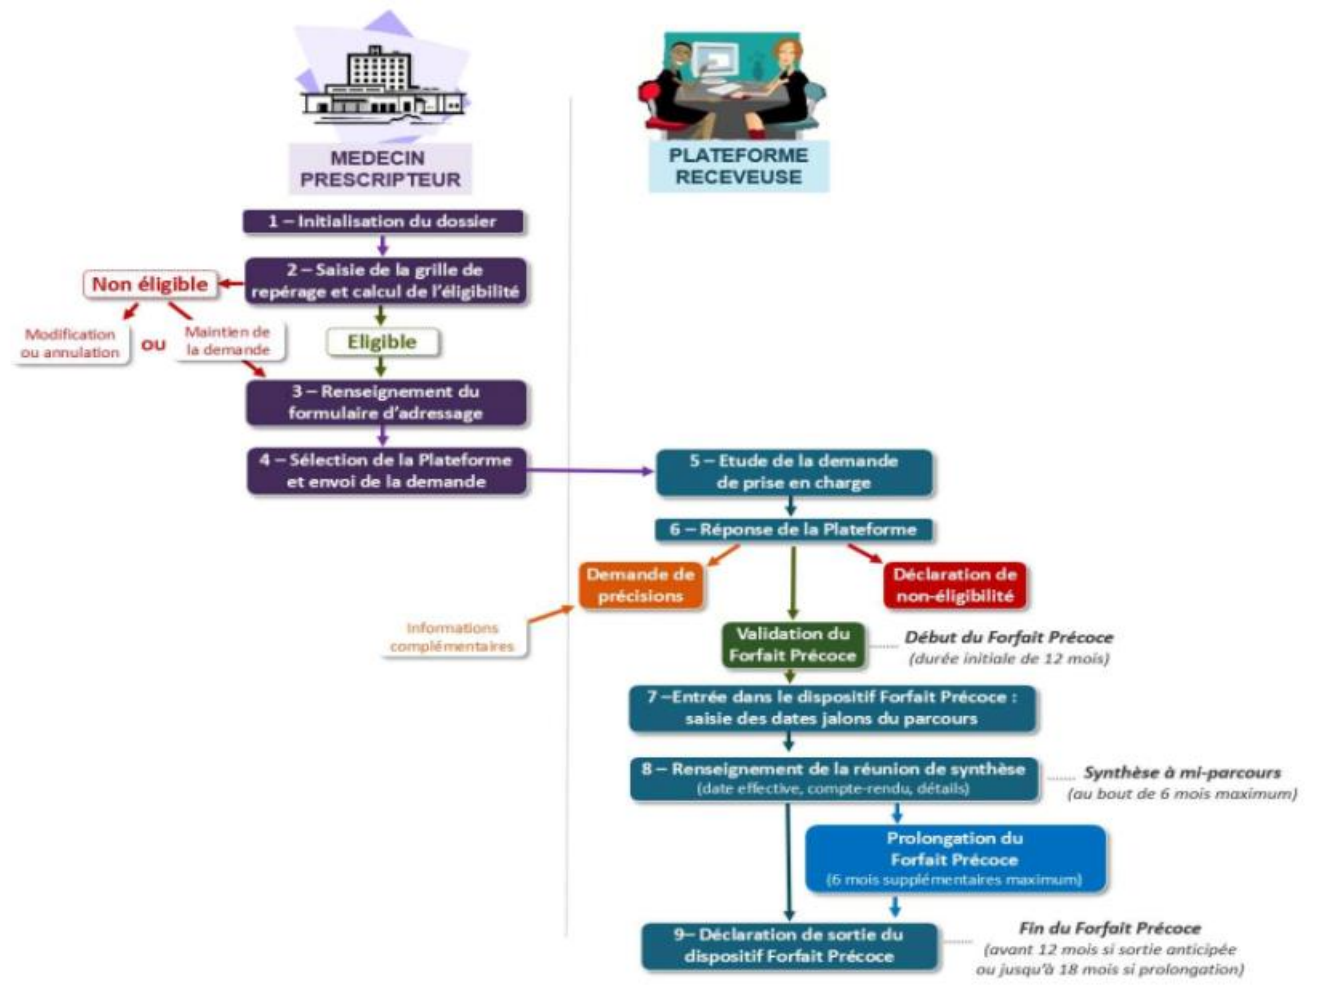 MEDECIN
PRESCRIPTEUR
PLATEFORME
RECEVEUSE
1 – Initialisation du dossier
2 – Saisie de la grille de
repérage et calcul de l'éligibilité
Non éligible
Modification
ou annulation
OU
Maintien de
la demande
Eligible
3 – Renseignement du
formulaire d'adressage
4 – Sélection de la Plateforme
et envoi de la demande
5 – Etude de la demande
de prise en charge
6 – Réponse de la Plateforme
Demande de
précisions
Déclaration de
non-éligibilité
Informations
complémentaires
Validation du
Forfait Précoce
Début du Forfait Précoce
(durée initiale de 12 mois)
7 –Entrée dans le dispositif Forfait Précoce :
saisie des dates jalons du parcours
8 – Renseignement de la réunion de synthèse
(date effective, compte-rendu, détails)
Synthèse à mi-parcours
(au bout de 6 mois maximum)
Prolongation du
Forfait Précoce
(6 mois supplémentaires maximum)
9– Déclaration de sortie du
dispositif Forfait Précoce
Fin du Forfait Précoce
(avant 12 mois si sortie anticipée
ou jusqu'à 18 mois si prolongation)